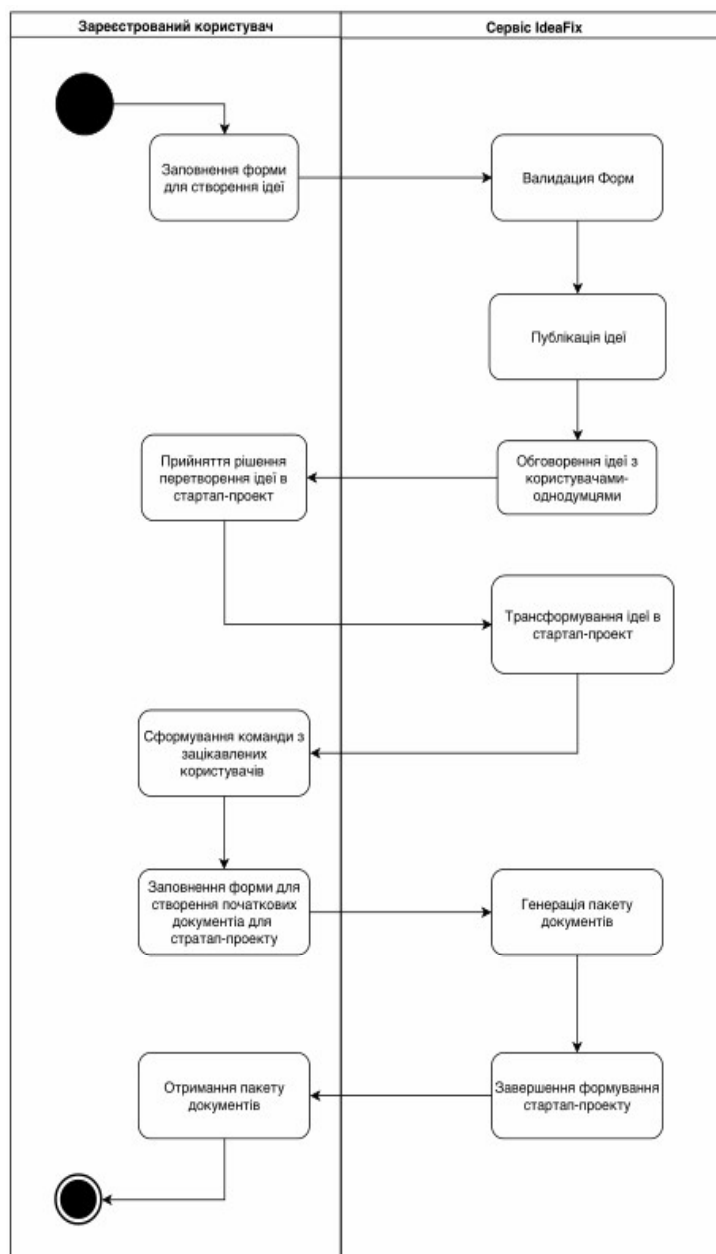 Зареєстрований користувач
Сервіс IdeaFix
Заповнення форми
для створення ідеї
Валидация Форм
Публікація ідеї
Обговорення ідеї з
користувачами-
однодумцями
Прийняття рішення
перетворення ідеї в
стартап-проект
Трансформування ідеї в
стартап-проект
Сформування команди з
зацікавлених
користувачів
Заповнення форми для
створення початкових
документіа для
стратап-проекту
Генерація пакету
документів
Завершення формування
стартап-проекту
Отримання пакету
документів